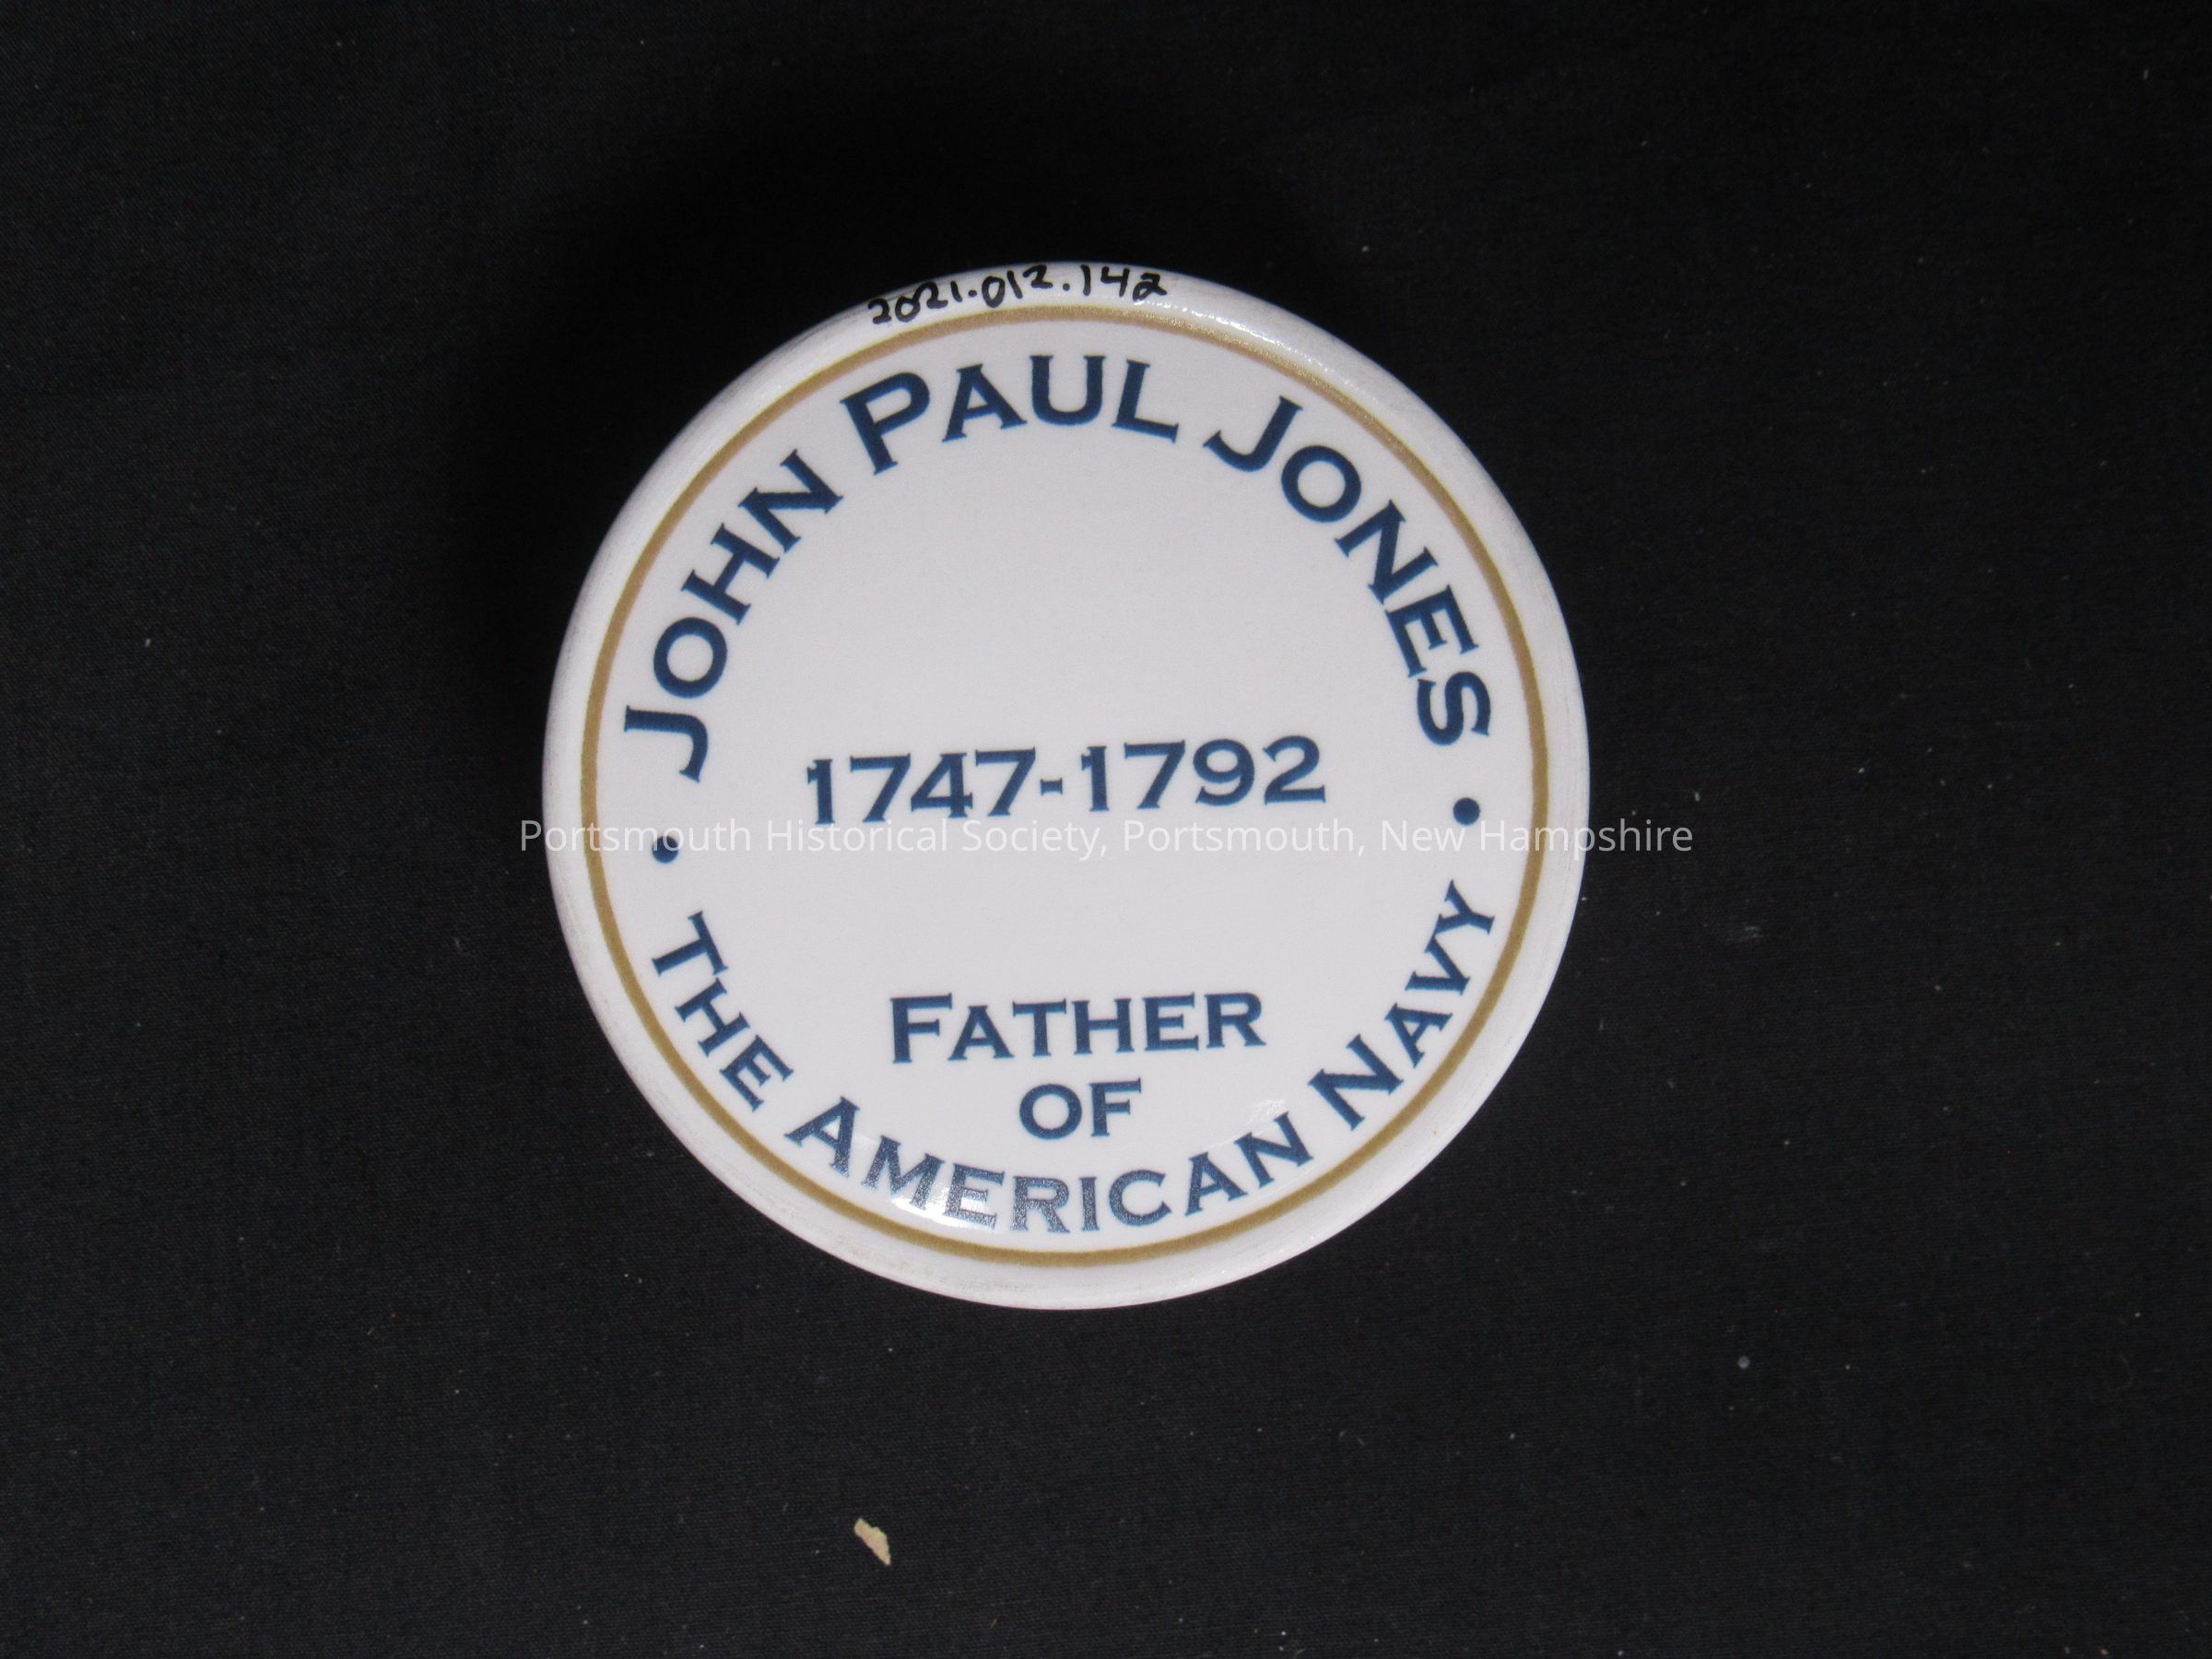 2021.012.142
JOHN PAUL JONES
1747-1792
Portsmouth Historical Society, Portsmouth, New Hampshire
FATHER
OF
• THE AMERICAN NAVY •